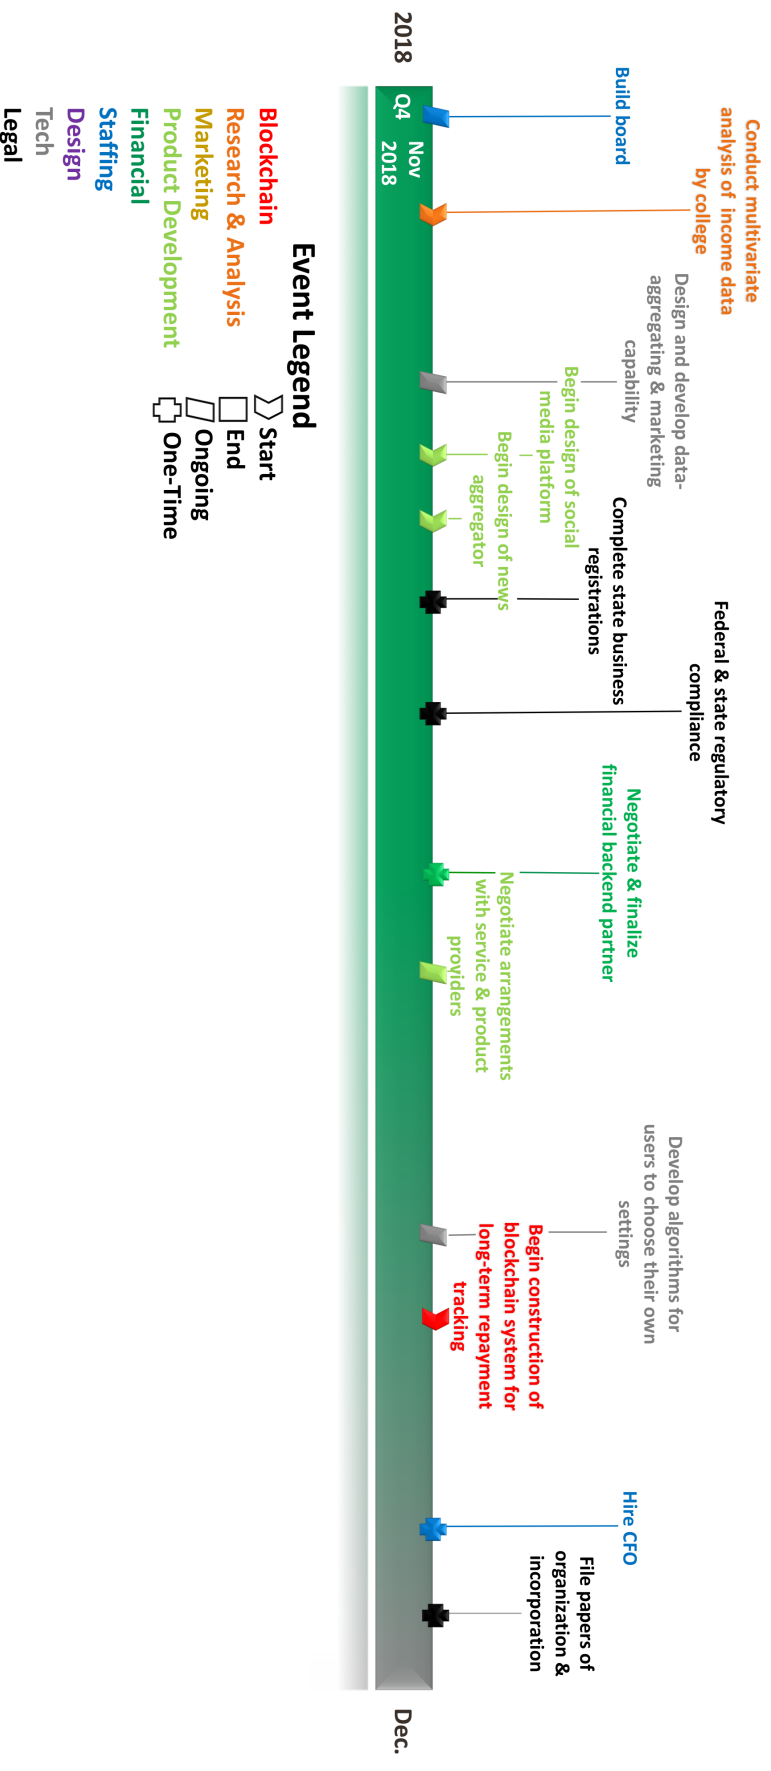 2018
Q4
Nov
2018
Dec.
Build board
Conduct multivariate
analysis of income data
by college
Design and develop data-
aggregating & marketing
capability
Begin design of social
media platform
Begin design of news
aggregator
Complete state business
registrations
Federal & state regulatory
compliance
Negotiate & finalize
financial backend partner
Negotiate arrangements
with service & product
providers
Develop algorithms for
users to choose their own
settings
Begin construction of
blockchain system for
long-term repayment
tracking
Hire CFO
File papers of
organization &
incorporation
Event Legend
Blockchain
Research & Analysis
Marketing
Product Development
Financial
Staffing
Design
Tech
Legal
Start
End
Ongoing
One-Time